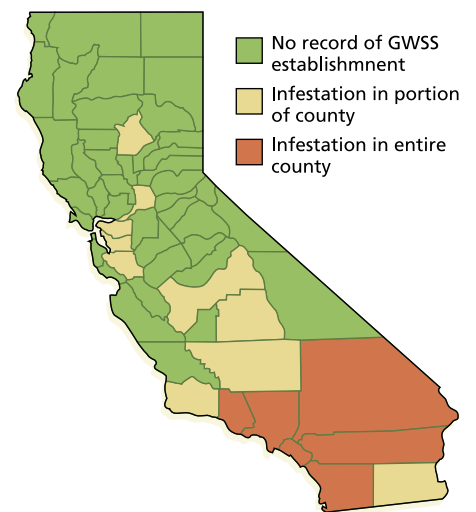 No record of GWSS
establishmnent
Infestation in portion
of county
Infestation in entire
county